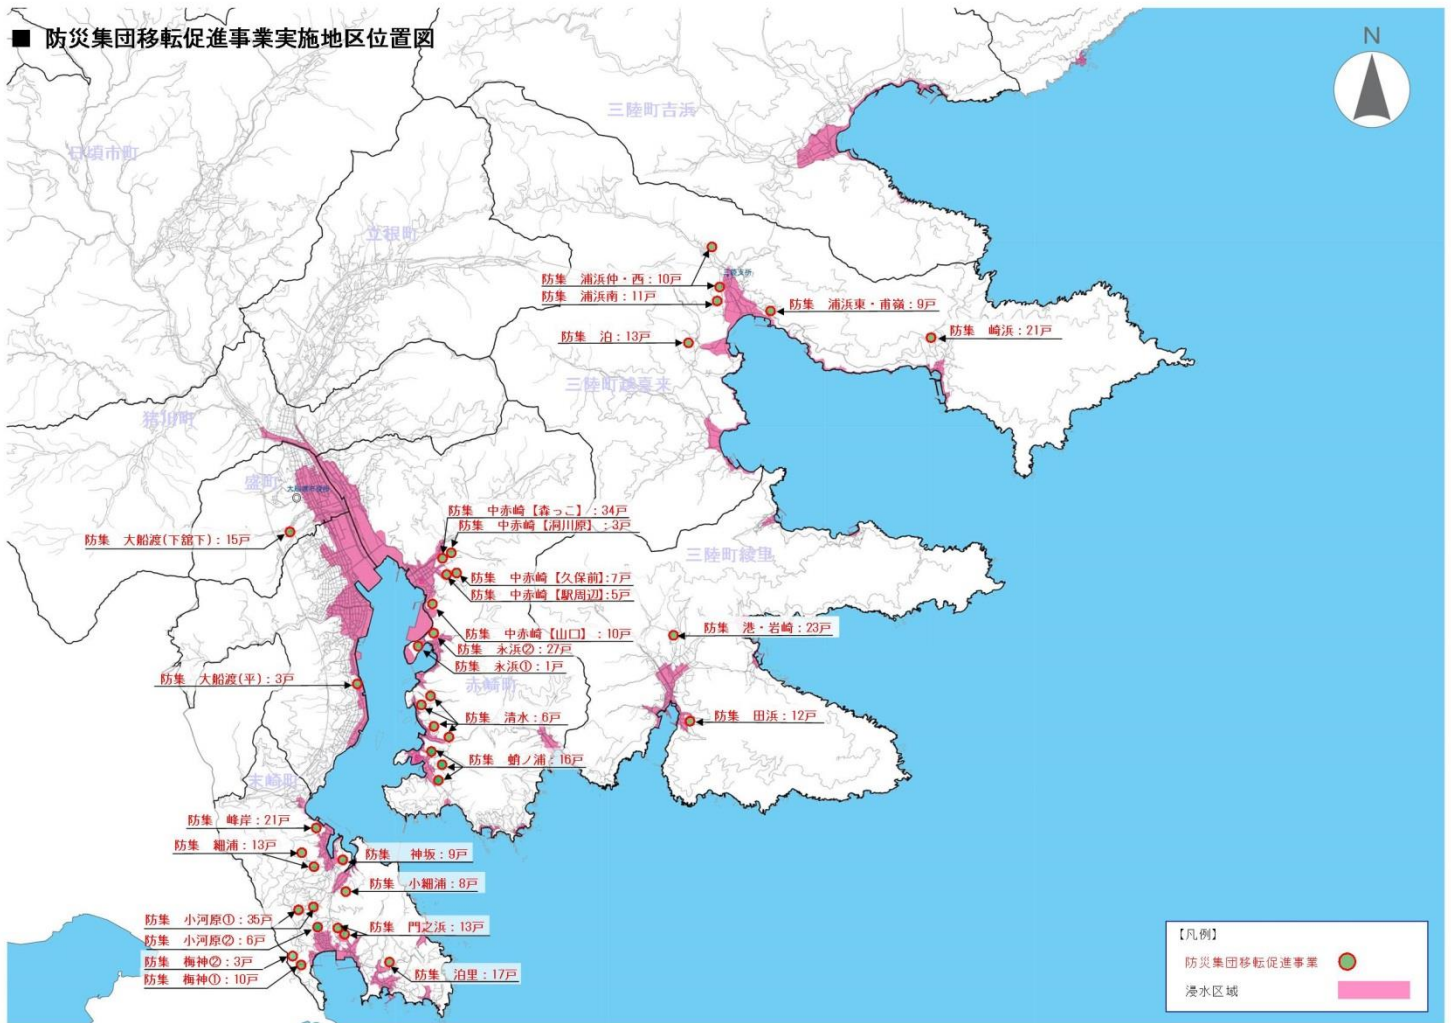 ■ 防災集団移転促進事業実施地区位置図
N
三陸町吉浜
日頃市町
立根町
防集 浦浜仲・西：10戸
防集 浦浜南：11戸
防集 浦浜東・甫嶺：9戸
防集 崎浜：21戸
防集 泊：13戸
三陸町越喜来
猪川町
盛町
防集 大船渡(下舘下)：15戸
防集 中赤崎【森っこ】：34戸
防集 中赤崎【洞川原】：3戸
三陸町綾里
防集 中赤崎【久保前】：7戸
防集 中赤崎【駅周辺】：5戸
防集 中赤崎【山口】：10戸
防集 港・岩崎：23戸
防集 永浜②：27戸
防集 永浜①：1戸
防集 大船渡(平)：3戸
赤崎町
防集 清水：6戸
防集 田浜：12戸
防集 蛸ノ浦：16戸
末崎町
防集 峰岸：21戸
防集 細浦：13戸
防集 神坂：9戸
防集 小細浦：8戸
防集 小河原①：35戸
防集 門之浜：13戸
防集 小河原②：6戸
防集 梅神②：3戸
防集 梅神①：10戸
防集 泊里：17戸
【凡例】
防災集団移転促進事業
浸水区域